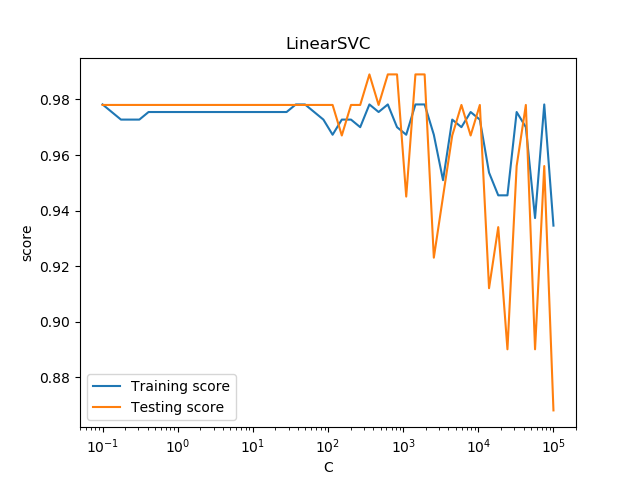 LinearSVC
score
0.98
0.96
0.94
0.92
0.90
0.88
Training score
Testing score
10⁻¹ 10⁰ 10¹ 10² 10³ 10⁴ 10⁵
C